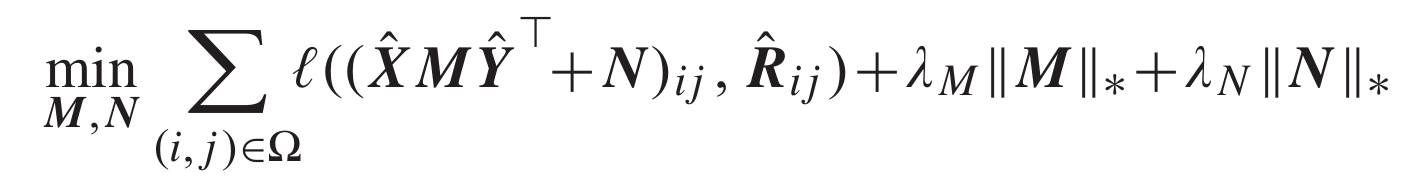 min_{M,N} ∑_{(i,j)∈Ω} ℓ((X̂MŶ^⊤+N)_{ij}, R̂_{ij})+λ_M‖M‖_*+λ_N‖N‖_*